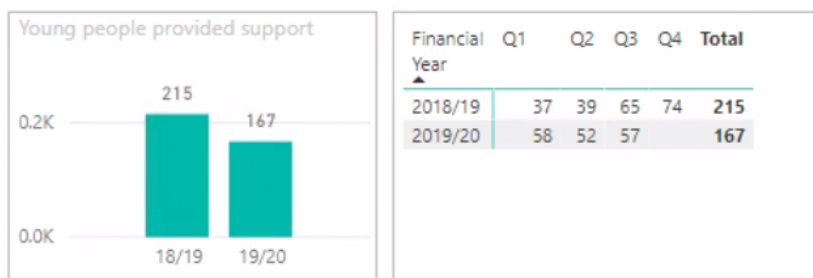 Young people provided support
215
167
0.2K
0.0K
18/19 19/20
Financial Year Q1 Q2 Q3 Q4 Total
2018/19 37 39 65 74 215
2019/20 58 52 57 167